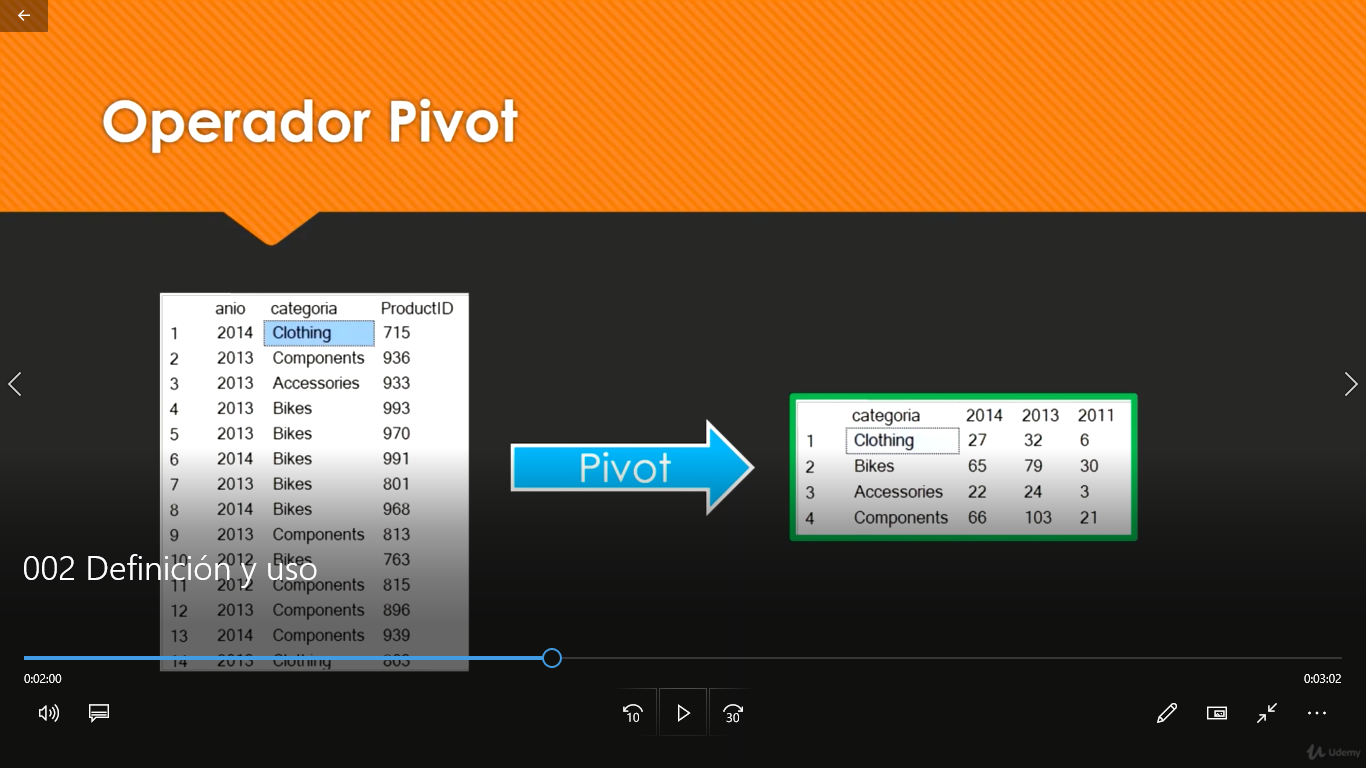 Operador Pivot
anio categoria ProductID
1 2014 Clothing 715
2 2013 Components 936
3 2013 Accessories 933
4 2013 Bikes 993
5 2013 Bikes 970
6 2014 Bikes 991
7 2013 Bikes 801
8 2014 Bikes 968
9 2013 Components 813
10 2012 Bikes 763
11 2012 Components 815
12 2013 Components 896
13 2014 Components 939
14 2013 Clothing
Pivot
categoria 2014 2013 2011
1 Clothing 27 32 6
2 Bikes 65 79 30
3 Accessories 22 24 3
4 Components 66 103 21
002 Definición y uso
0:02:00
0:03:02
10
30
Udemy